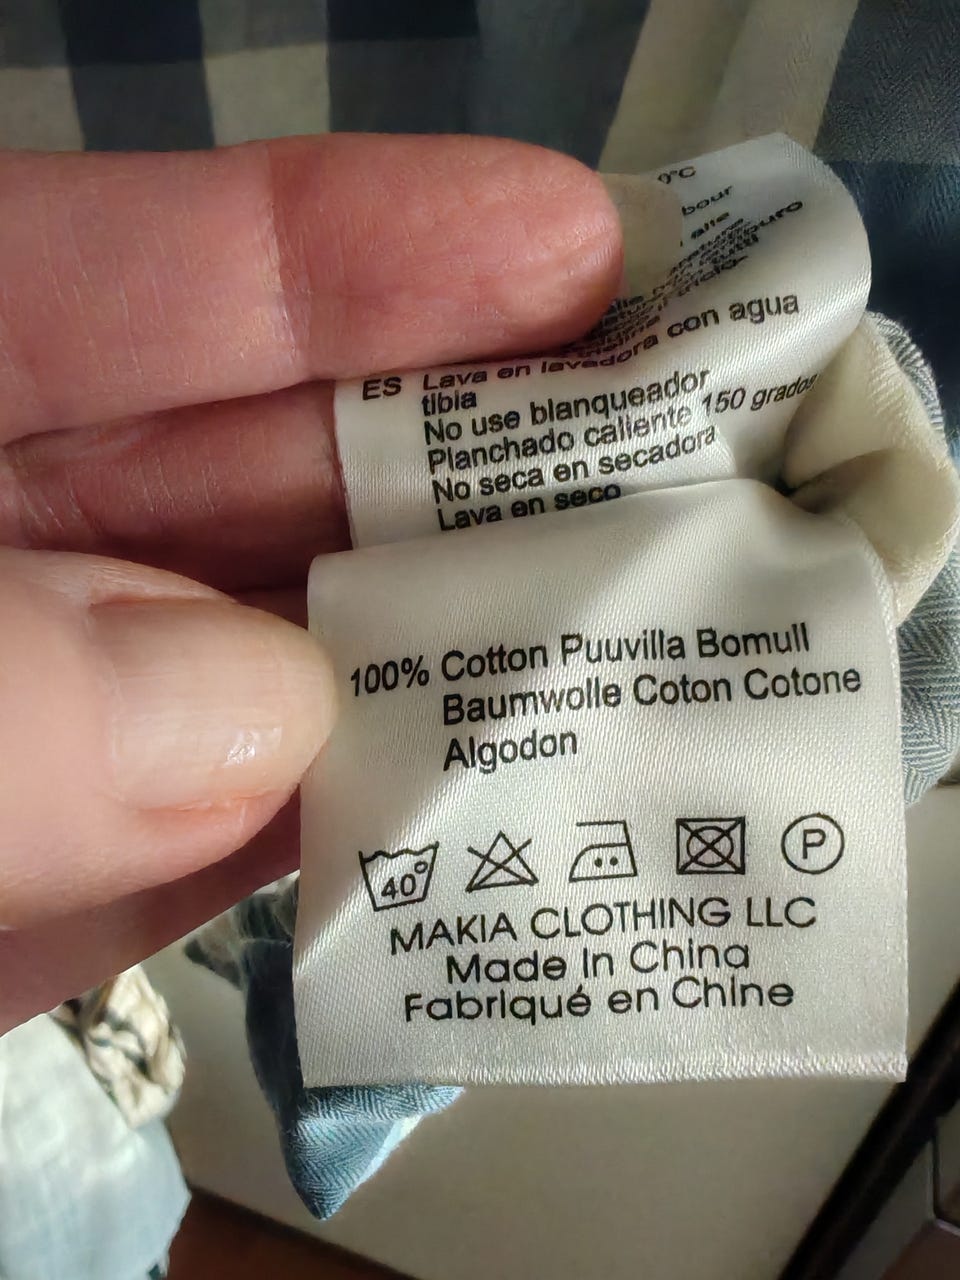 0°C
bour
alle
ES Lava en lavadora con agua
tibia
No use blanqueador
Planchado caliente 150 grados
No seca en secadora
Lava en seco
100% Cotton Puuvilla Bomull
Baumwolle Coton Cotone
Algodon
40° P
MAKIA CLOTHING LLC
Made In China
Fabriqué en Chine